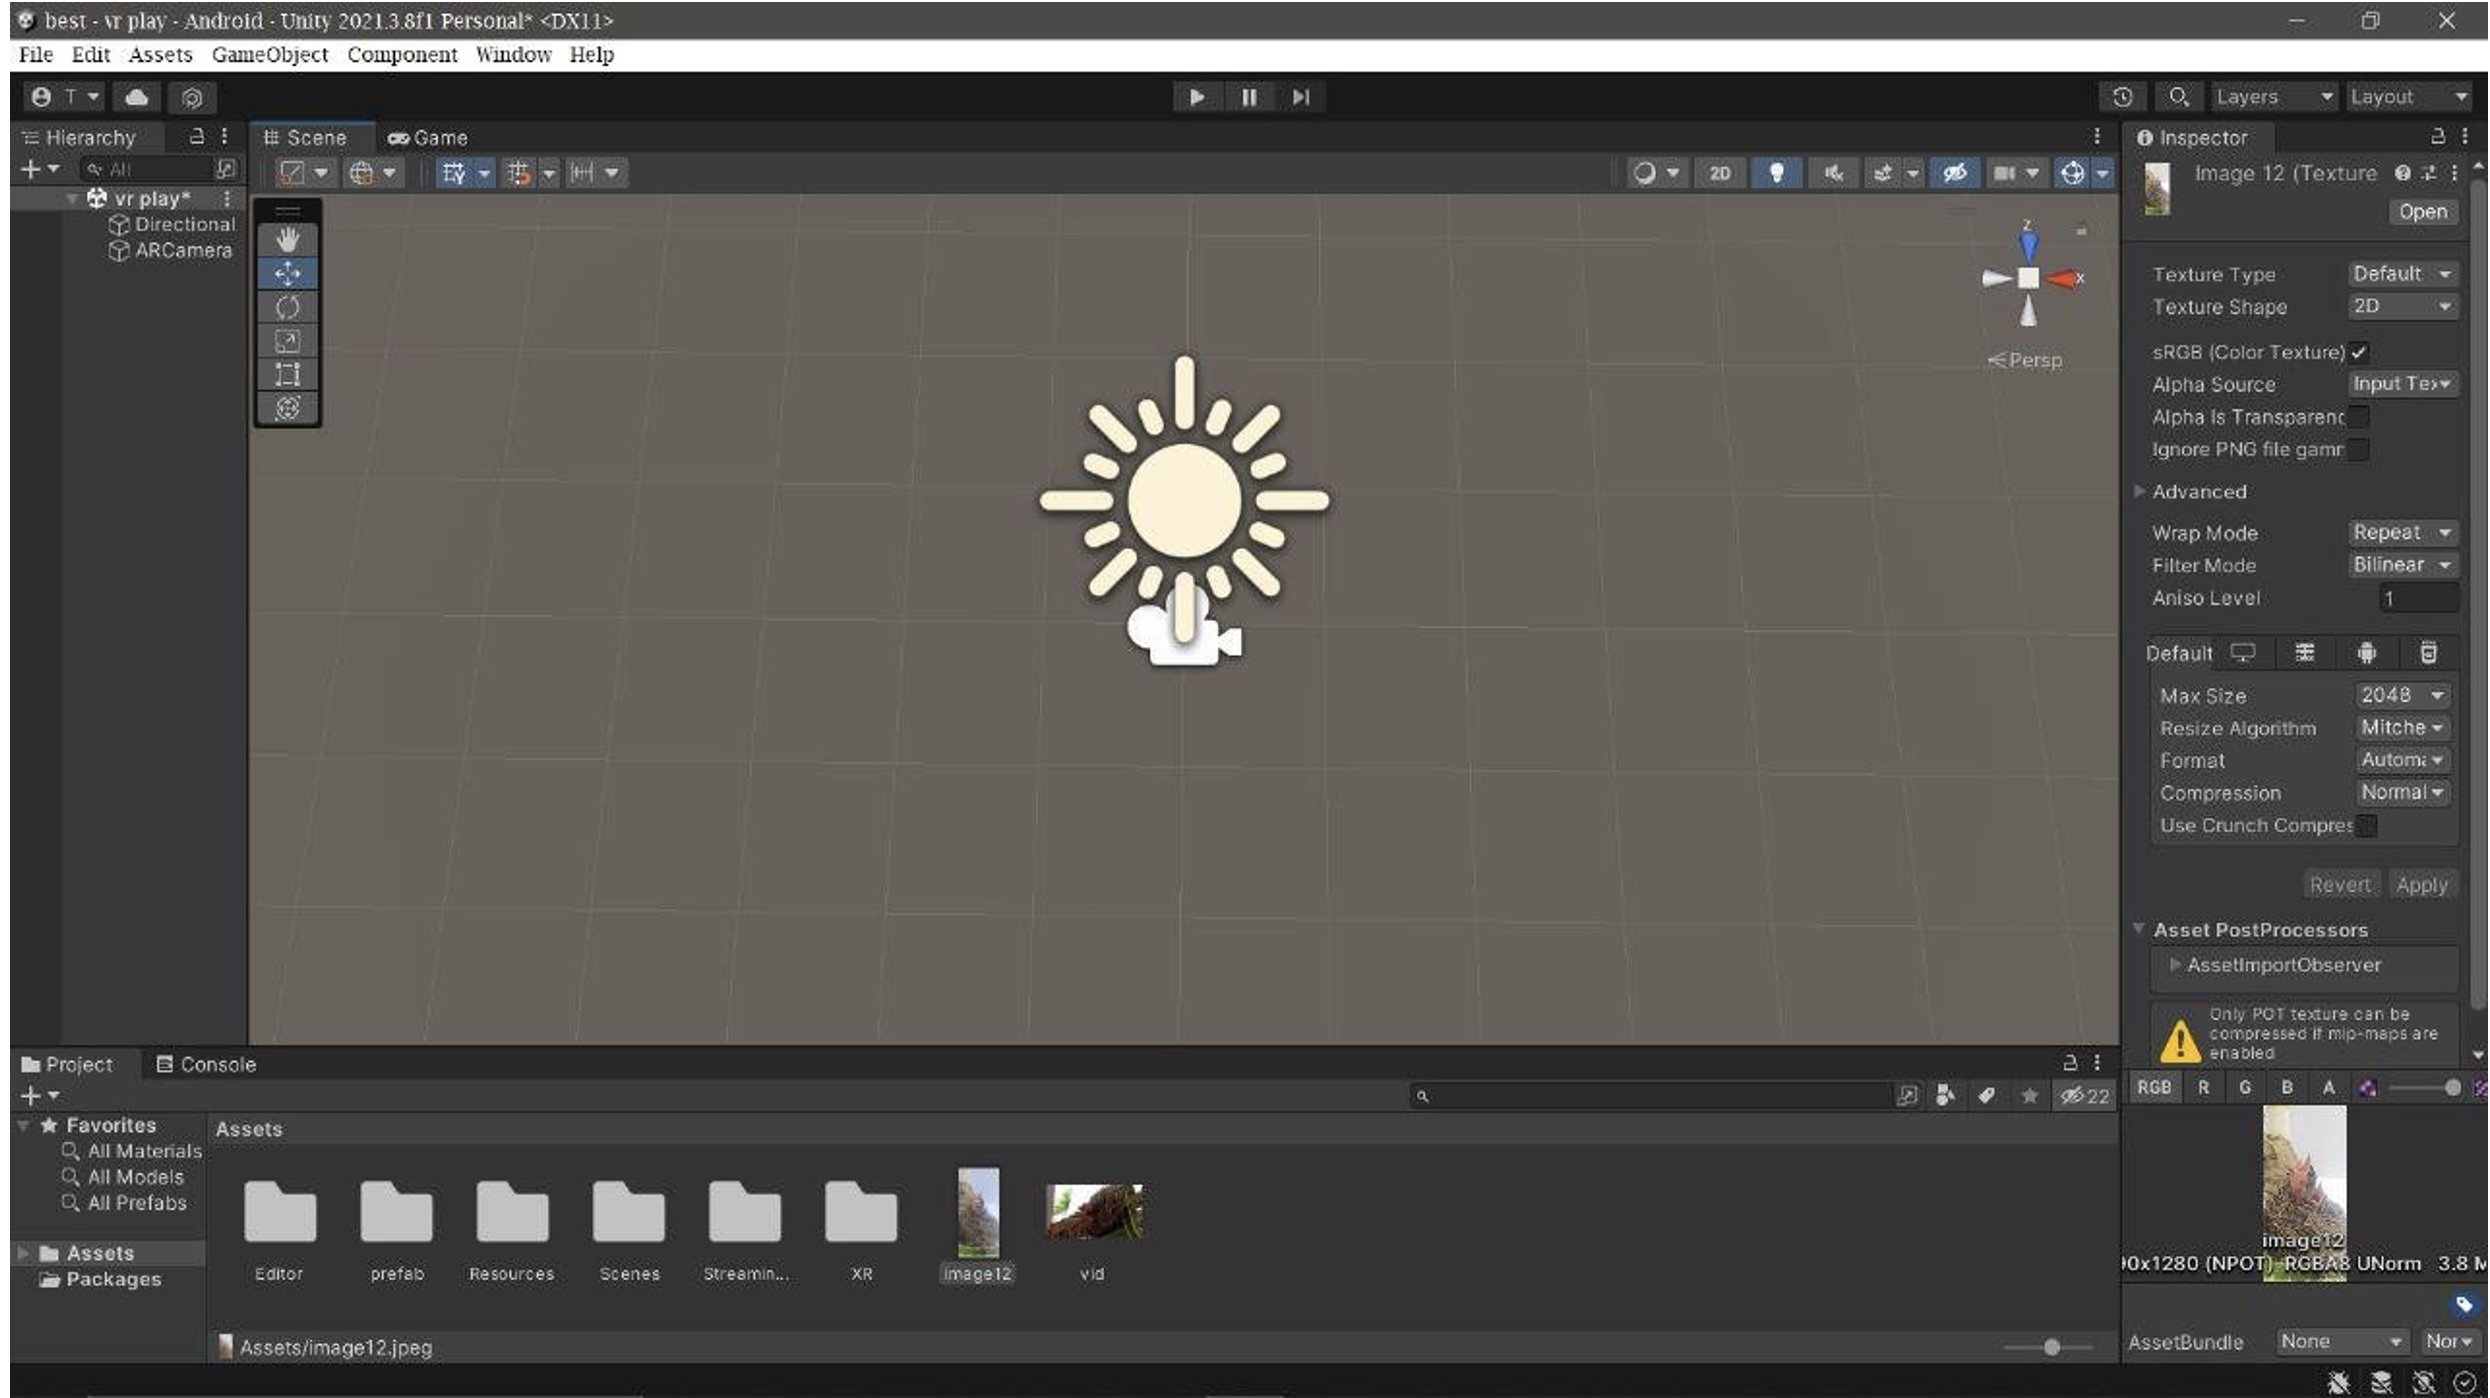 best - vr play - Android - Unity 2021.3.8f1 Personal* <DX11>
File Edit Assets GameObject Component Window Help
T Layers Layout
Hierarchy
All
vr play*
Directional
ARCamera
Scene Game
2D
z
x
Persp
Inspector
Image 12 (Texture
Open
Texture Type Default
Texture Shape 2D
sRGB (Color Texture)
Alpha Source Input Tex
Alpha Is Transparenc
Ignore PNG file gamr
Advanced
Wrap Mode Repeat
Filter Mode Bilinear
Aniso Level 1
Default
Max Size 2048
Resize Algorithm Mitche
Format Automa
Compression Normal
Use Crunch Compres
Revert Apply
Asset PostProcessors
AssetImportObserver
Only POT texture can be
compressed if mip-maps are
enabled
RGB R G B A
image12
0x1280 (NPOT) RGBA8 UNorm 3.8 M
AssetBundle None Nor
Project Console
22
Favorites
All Materials
All Models
All Prefabs
Assets
Packages
Assets
Editor prefab Resources Scenes Streamin... XR image12 vid
Assets/image12.jpeg